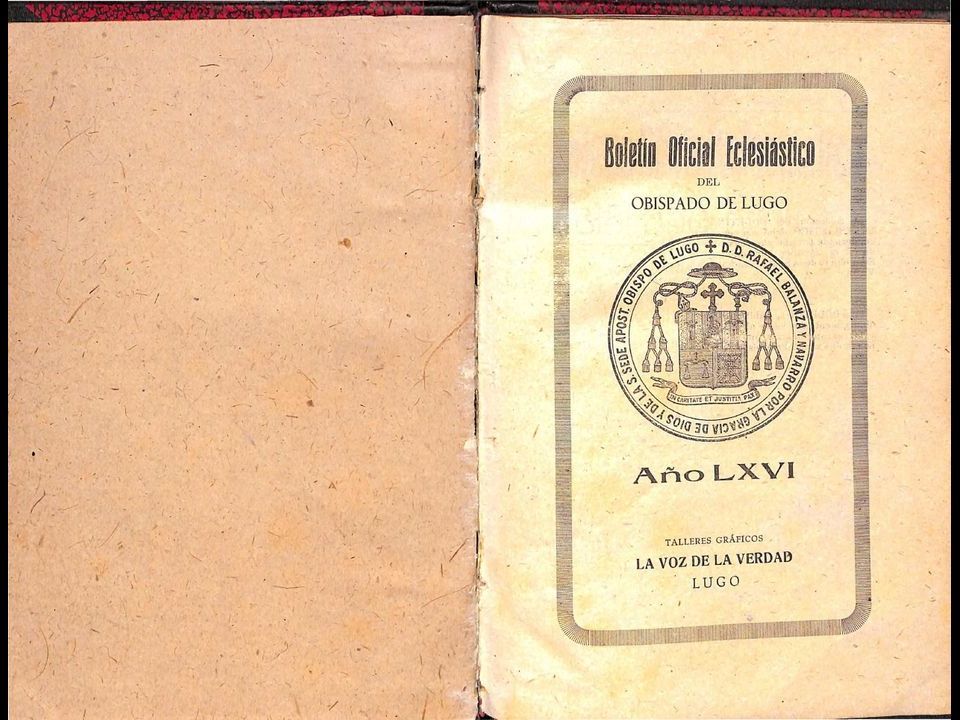 Boletín Oficial Eclesiástico
DEL
OBISPADO DE LUGO
D. D. RAFAEL BALANZA Y NAVARRO POR LA GRACIA DE DIOS Y DE LA S. SEDE APOST. OBISPO DE LUGO
IN CARITATE ET JUSTITIA PAX
Año LXVI
TALLERES GRÁFICOS
LA VOZ DE LA VERDAD
LUGO